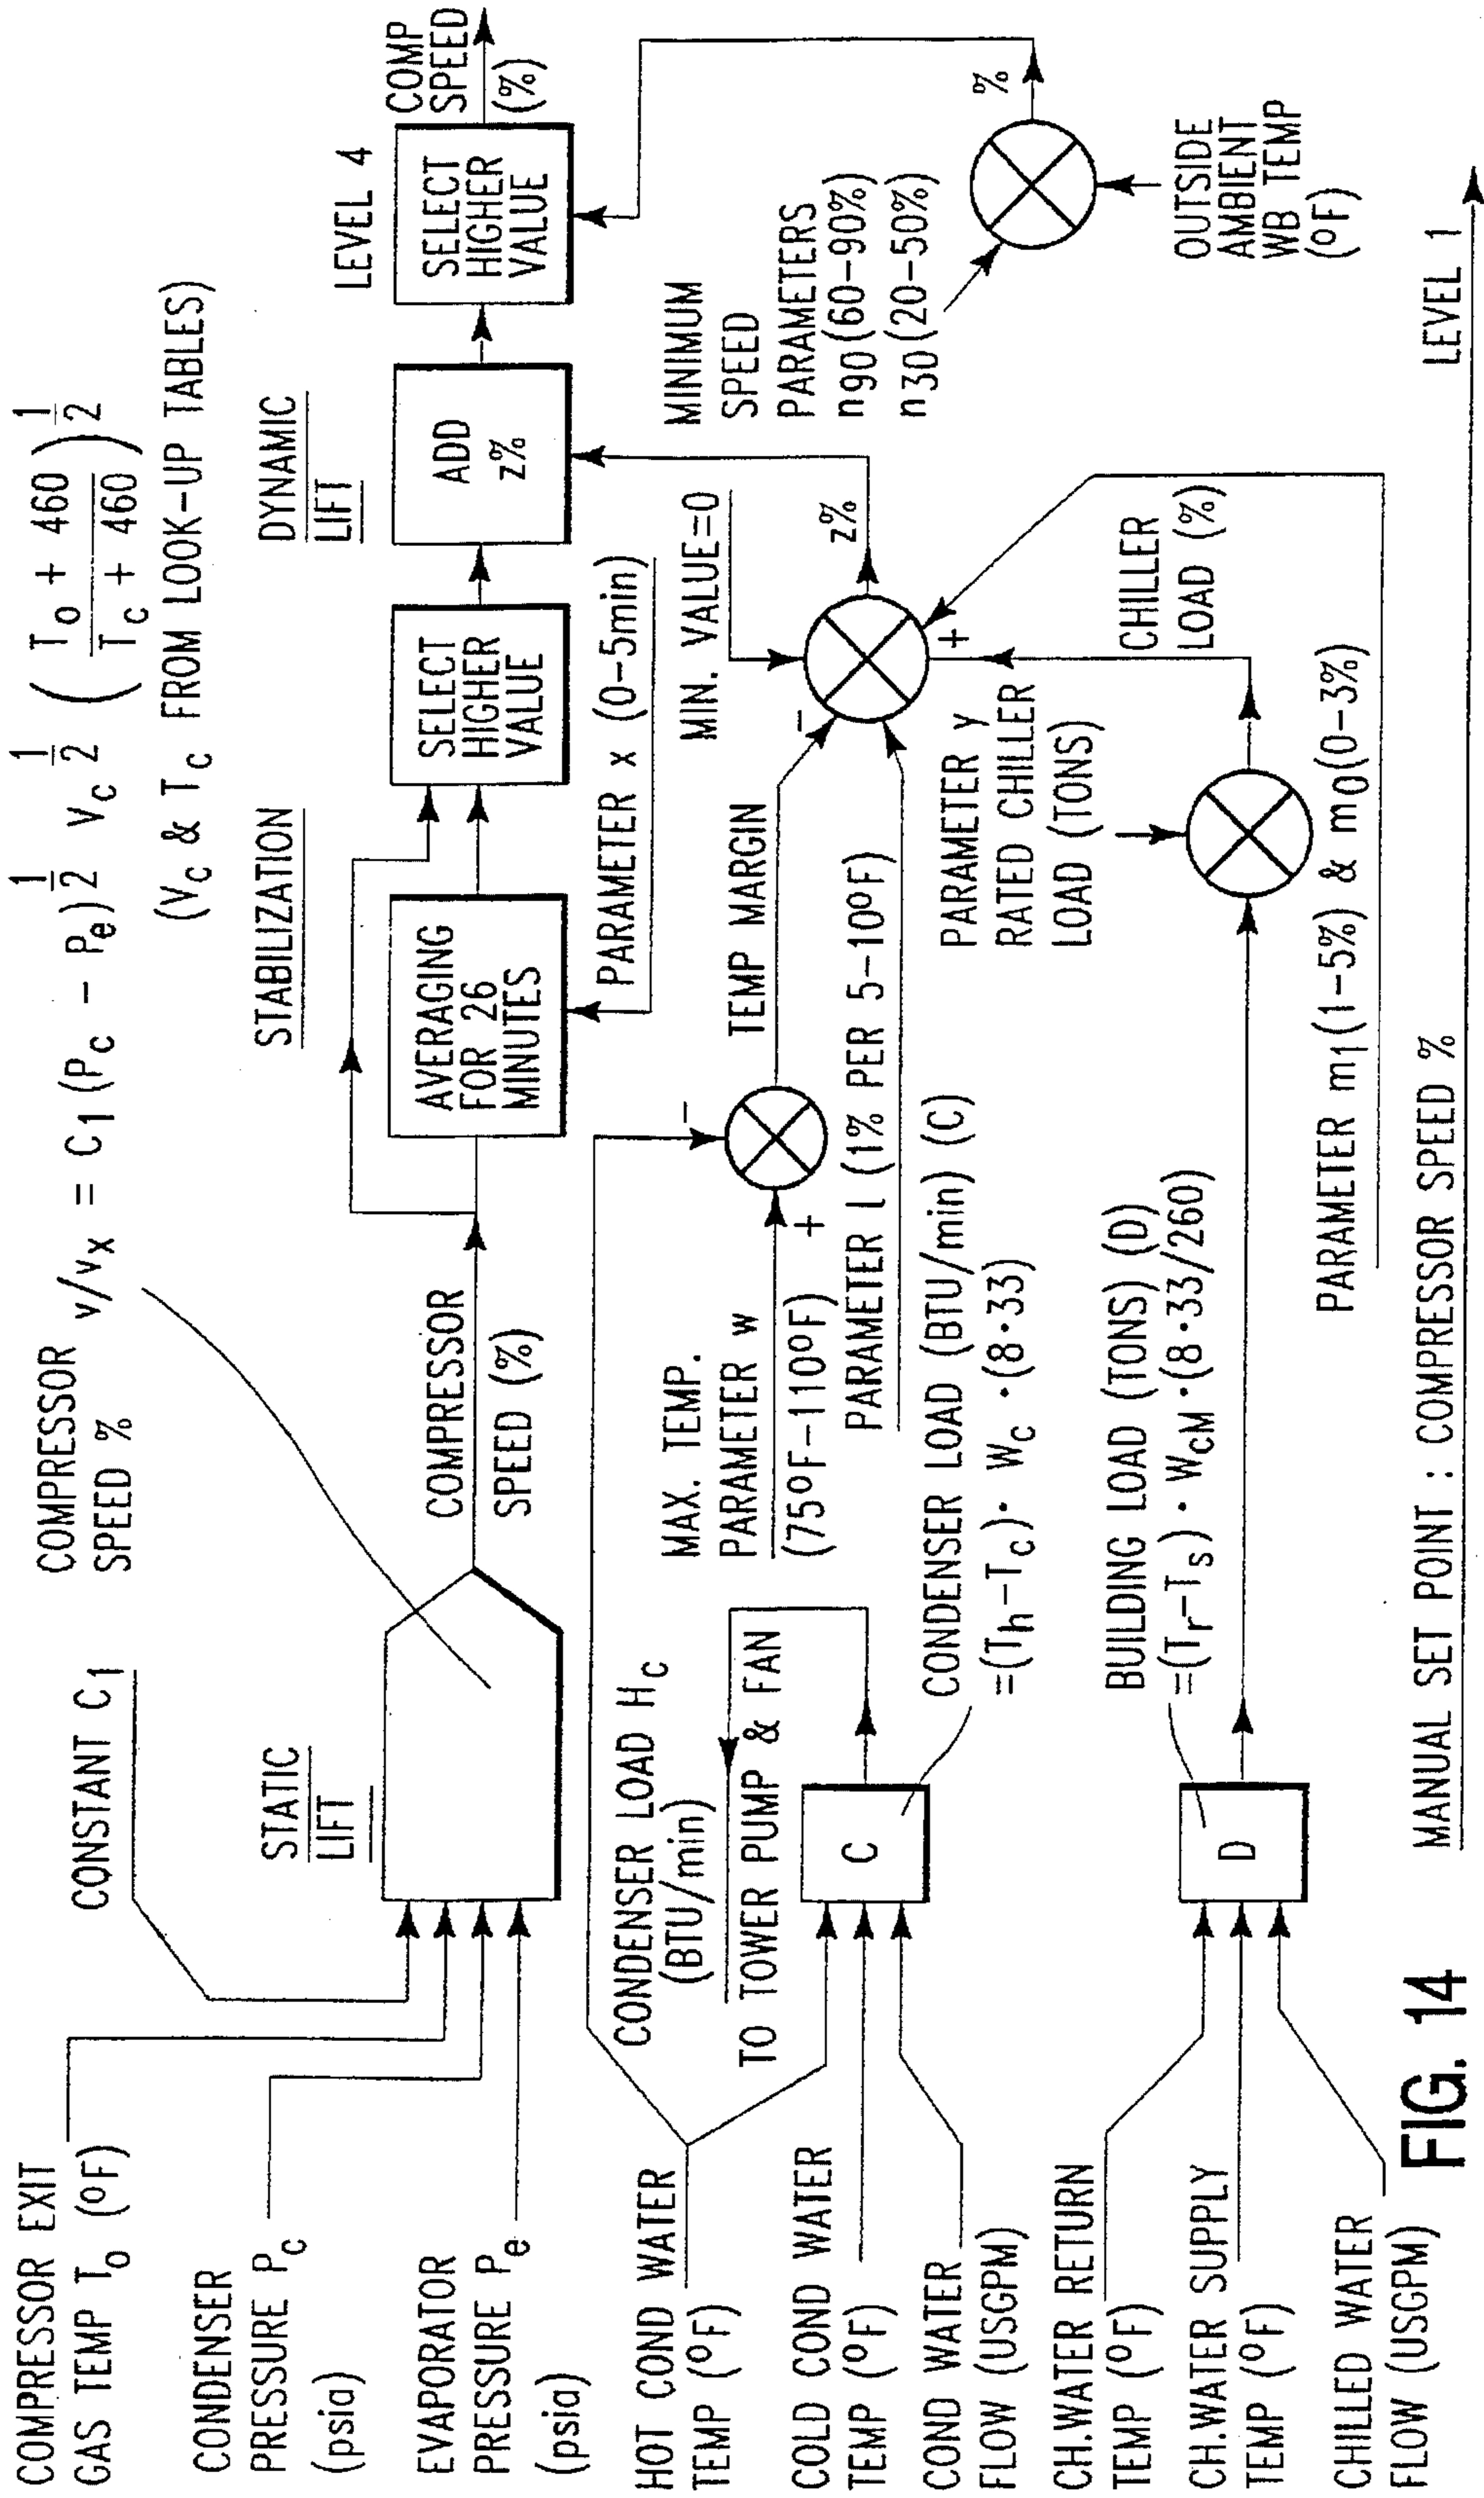 COMPRESSOR EXIT
GAS TEMP To (°F)
CONDENSER
PRESSURE Pc
(psia)
EVAPORATOR
PRESSURE Pe
(psia)
HOT COND WATER
TEMP (°F)
COLD COND WATER
TEMP (°F)
COND WATER
FLOW (USGPM)
CH.WATER RETURN
TEMP (°F)
CH.WATER SUPPLY
TEMP (°F)
CHILLED WATER
FLOW (USGPM)
CONSTANT C1
STATIC
LIFT
COMPRESSOR
SPEED %
v/vx = C1 (Pc - Pe)1/2 Vc 1/2 (To + 460 / Tc + 460)1/2
(Vc & Tc FROM LOOK-UP TABLES)
COMPRESSOR
SPEED (%)
STABILIZATION
AVERAGING
FOR 26
MINUTES
SELECT
HIGHER
VALUE
PARAMETER x (0-5min)
DYNAMIC
LIFT
ADD
z%
LEVEL 4
SELECT
HIGHER
VALUE
COMP
SPEED
(%)
CONDENSER LOAD Hc
(BTU/min)
TO TOWER PUMP & FAN
C
CONDENSER LOAD (BTU/min) (C)
=(Th-Tc)· Wc ·(8·33)
MAX. TEMP.
PARAMETER w
(75°F-110°F)
+
-
TEMP MARGIN
PARAMETER l (1% PER 5-10°F)
MIN. VALUE=0
-
+
z%
MINIMUM
SPEED
PARAMETERS
n90(60-90%)
n30(20-50%)
%
OUTSIDE
AMBIENT
WB TEMP
(°F)
D
BUILDING LOAD (TONS) (D)
=(Tr-Ts)· WcM ·(8·33/260)
PARAMETER y
RATED CHILLER
LOAD (TONS)
CHILLER
LOAD (%)
PARAMETER m1(1-5%) & m0(0-3%)
MANUAL SET POINT : COMPRESSOR SPEED %
LEVEL 1
FIG. 14